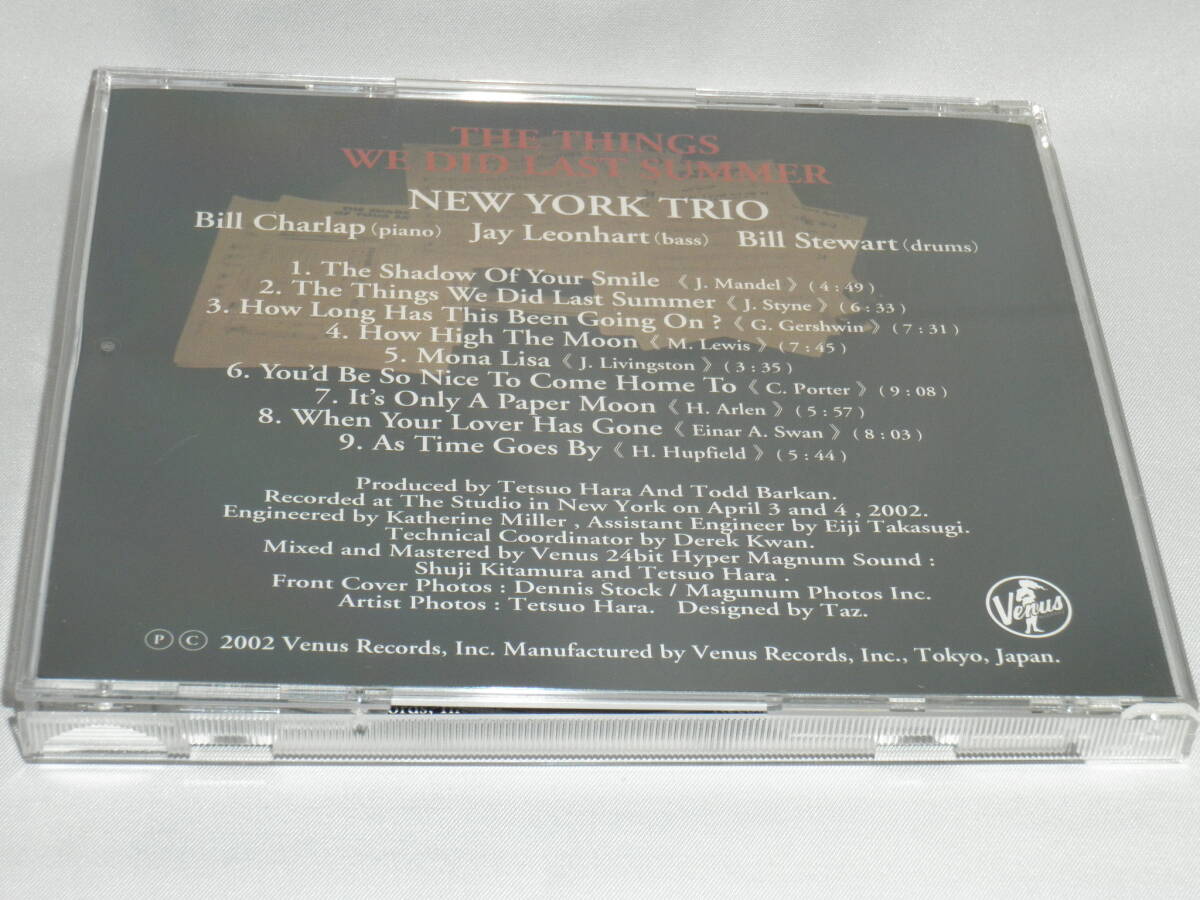 THE THINGS
WE DID LAST SUMMER
NEW YORK TRIO
Bill Charlap (piano) Jay Leonhart (bass) Bill Stewart (drums)
1. The Shadow Of Your Smile 《 J. Mandel 》 ( 4 : 49 )
2. The Things We Did Last Summer 《 J. Styne 》 ( 6 : 33 )
3. How Long Has This Been Going On ? 《 G. Gershwin 》 ( 7 : 31 )
4. How High The Moon 《 M. Lewis 》 ( 7 : 45 )
5. Mona Lisa 《 J. Livingston 》 ( 3 : 35 )
6. You'd Be So Nice To Come Home To 《 C. Porter 》 ( 9 : 08 )
7. It's Only A Paper Moon 《 H. Arlen 》 ( 5 : 57 )
8. When Your Lover Has Gone 《 Einar A. Swan 》 ( 8 : 03 )
9. As Time Goes By 《 H. Hupfield 》 ( 5 : 44 )
Produced by Tetsuo Hara And Todd Barkan.
Recorded at The Studio in New York on April 3 and 4 , 2002.
Engineered by Katherine Miller , Assistant Engineer by Eiji Takasugi.
Technical Coordinator by Derek Kwan.
Mixed and Mastered by Venus 24bit Hyper Magnum Sound :
Shuji Kitamura and Tetsuo Hara .
Front Cover Photos : Dennis Stock / Magunum Photos Inc.
Artist Photos : Tetsuo Hara. Designed by Taz.
Venus
Ⓟ Ⓒ 2002 Venus Records, Inc. Manufactured by Venus Records, Inc., Tokyo, Japan.